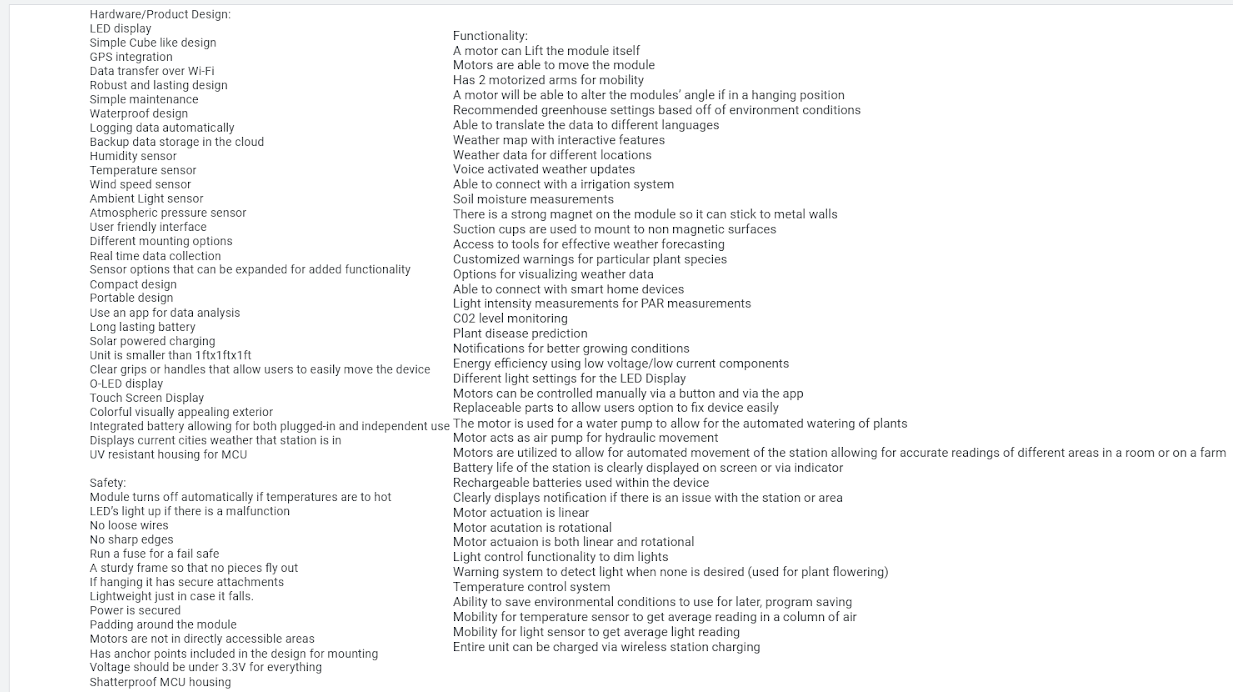 Hardware/Product Design:
LED display
Simple Cube like design
GPS integration
Data transfer over Wi-Fi
Robust and lasting design
Simple maintenance
Waterproof design
Logging data automatically
Backup data storage in the cloud
Humidity sensor
Temperature sensor
Wind speed sensor
Ambient Light sensor
Atmospheric pressure sensor
User friendly interface
Different mounting options
Real time data collection
Sensor options that can be expanded for added functionality
Compact design
Portable design
Use an app for data analysis
Long lasting battery
Solar powered charging
Unit is smaller than 1ftx1ftx1ft
Clear grips or handles that allow users to easily move the device
O-LED display
Touch Screen Display
Colorful visually appealing exterior
Integrated battery allowing for both plugged-in and independent use
Displays current cities weather that station is in
UV resistant housing for MCU
Safety:
Module turns off automatically if temperatures are to hot
LED's light up if there is a malfunction
No loose wires
No sharp edges
Run a fuse for a fail safe
A sturdy frame so that no pieces fly out
If hanging it has secure attachments
Lightweight just in case it falls.
Power is secured
Padding around the module
Motors are not in directly accessible areas
Has anchor points included in the design for mounting
Voltage should be under 3.3V for everything
Shatterproof MCU housing
Functionality:
A motor can Lift the module itself
Motors are able to move the module
Has 2 motorized arms for mobility
A motor will be able to alter the modules' angle if in a hanging position
Recommended greenhouse settings based off of environment conditions
Able to translate the data to different languages
Weather map with interactive features
Weather data for different locations
Voice activated weather updates
Able to connect with a irrigation system
Soil moisture measurements
There is a strong magnet on the module so it can stick to metal walls
Suction cups are used to mount to non magnetic surfaces
Access to tools for effective weather forecasting
Customized warnings for particular plant species
Options for visualizing weather data
Able to connect with smart home devices
Light intensity measurements for PAR measurements
C02 level monitoring
Plant disease prediction
Notifications for better growing conditions
Energy efficiency using low voltage/low current components
Different light settings for the LED Display
Motors can be controlled manually via a button and via the app
Replaceable parts to allow users option to fix device easily
The motor is used for a water pump to allow for the automated watering of plants
Motor acts as air pump for hydraulic movement
Motors are utilized to allow for automated movement of the station allowing for accurate readings of different areas in a room or on a farm
Battery life of the station is clearly displayed on screen or via indicator
Rechargeable batteries used within the device
Clearly displays notification if there is an issue with the station or area
Motor actuation is linear
Motor acutation is rotational
Motor actuaion is both linear and rotational
Light control functionality to dim lights
Warning system to detect light when none is desired (used for plant flowering)
Temperature control system
Ability to save environmental conditions to use for later, program saving
Mobility for temperature sensor to get average reading in a column of air
Mobility for light sensor to get average light reading
Entire unit can be charged via wireless station charging